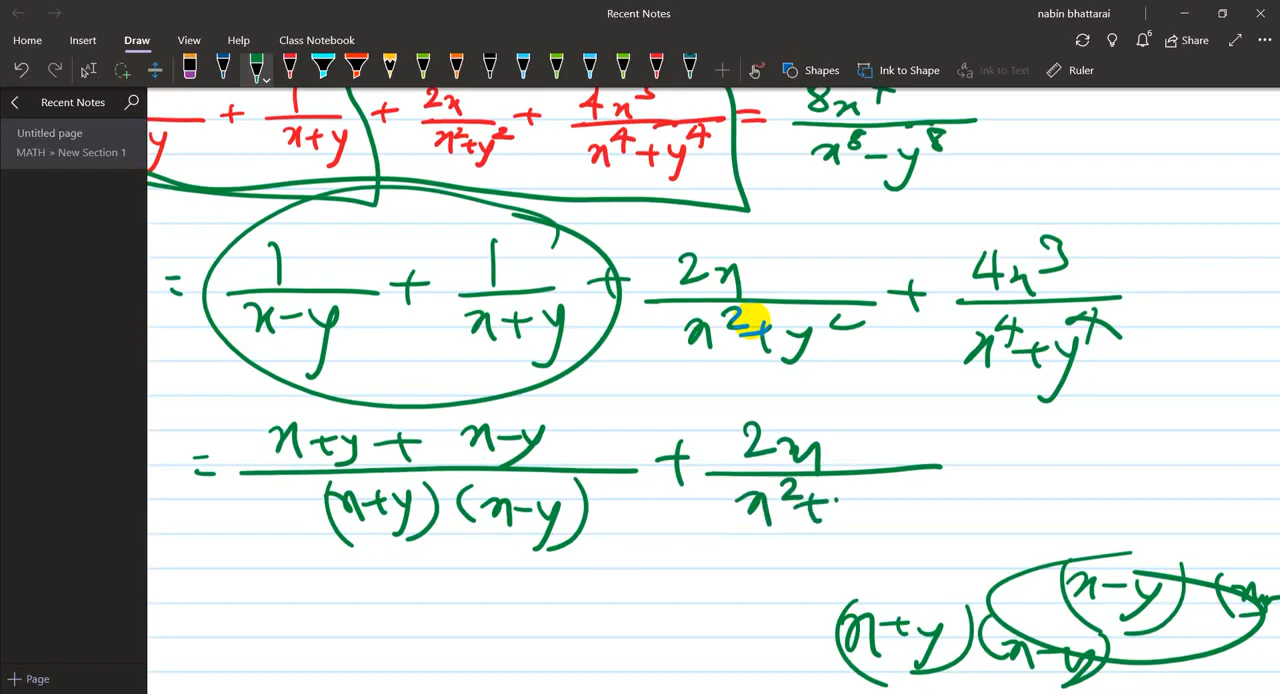 Recent Notes
nabin bhattarai
Home Insert Draw View Help Class Notebook
6 Share
Shapes Ink to Shape Ink to Text Ruler
Recent Notes
Untitled page
MATH » New Section 1
y + 1/(x+y) + 2x/(x²+y²) + 4x³/(x⁴+y⁴) = 8x⁷/(x⁸-y⁸)
= 1/(x-y) + 1/(x+y) + 2x/(x²+y²) + 4x³/(x⁴+y⁴)
= (x+y + x-y)/((x+y)(x-y)) + 2x/(x²+
(x-y)
(x+y)(x-y)
Page